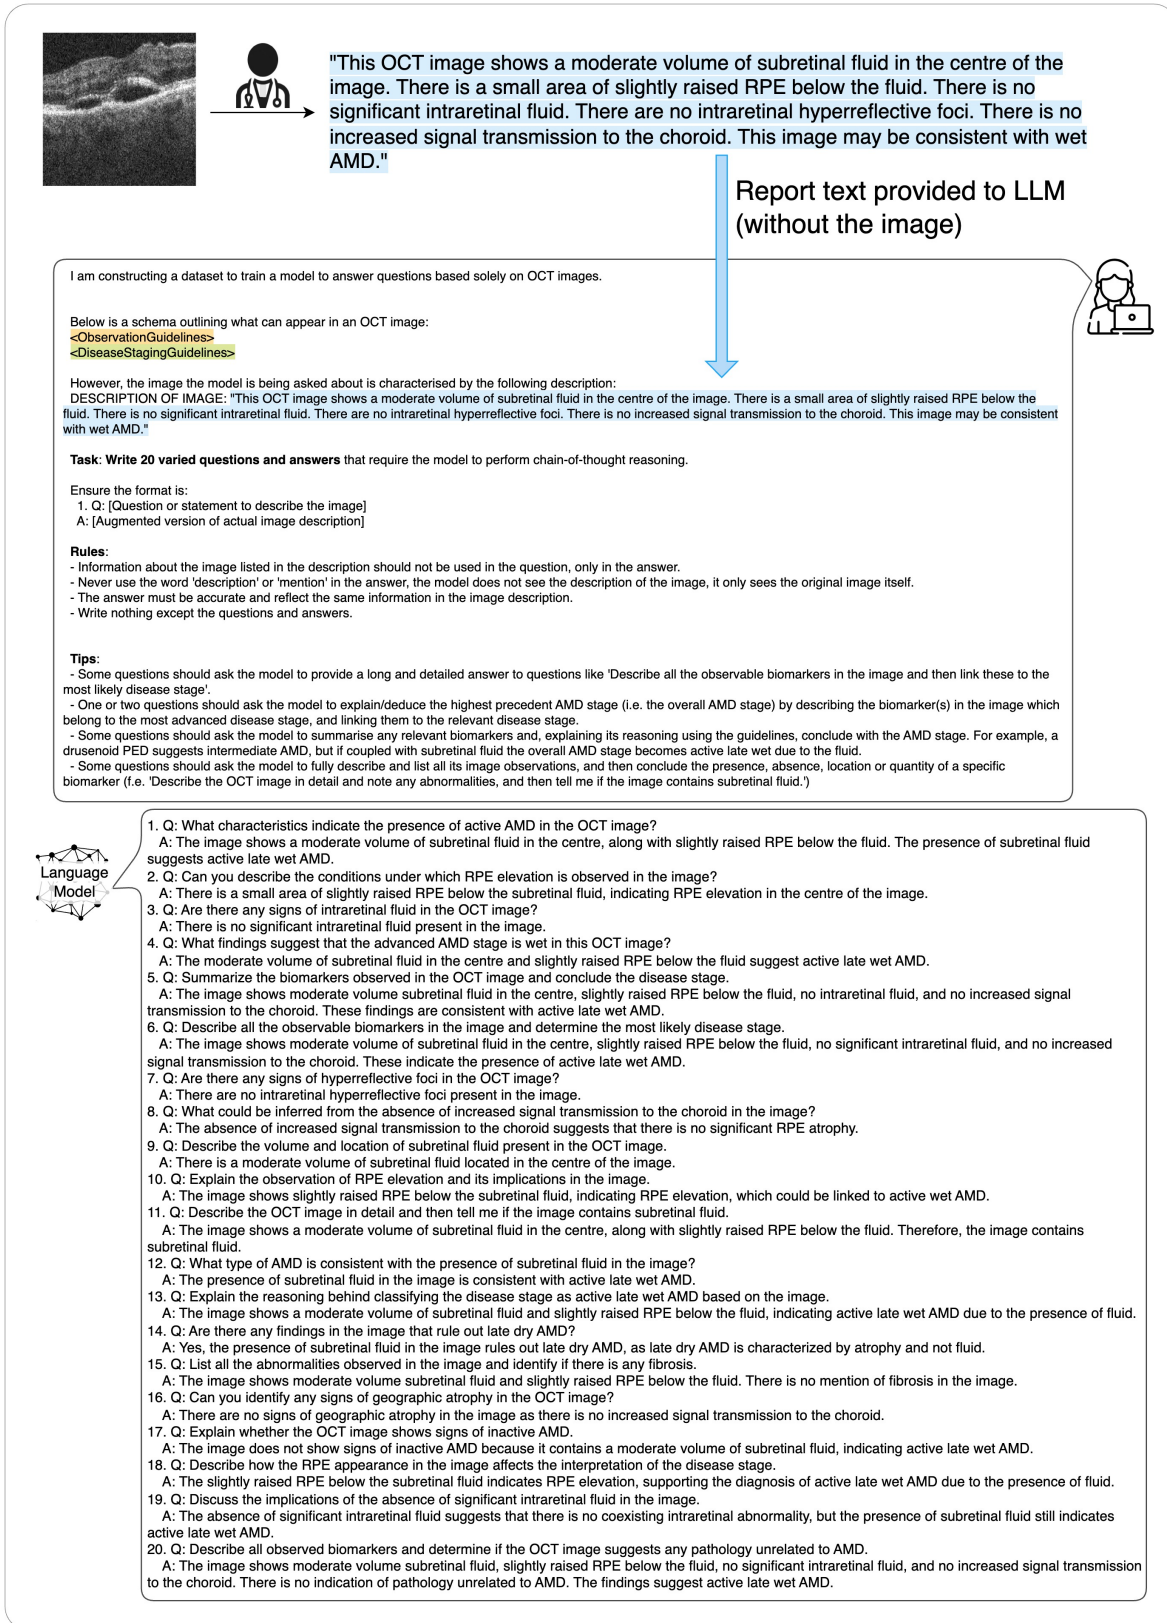 "This OCT image shows a moderate volume of subretinal fluid in the centre of the
image. There is a small area of slightly raised RPE below the fluid. There is no
significant intraretinal fluid. There are no intraretinal hyperreflective foci. There is no
increased signal transmission to the choroid. This image may be consistent with wet
AMD."
Report text provided to LLM
(without the image)
I am constructing a dataset to train a model to answer questions based solely on OCT images.
Below is a schema outlining what can appear in an OCT image:
<ObservationGuidelines>
<DiseaseStagingGuidelines>
However, the image the model is being asked about is characterised by the following description:
DESCRIPTION OF IMAGE: "This OCT image shows a moderate volume of subretinal fluid in the centre of the image. There is a small area of slightly raised RPE below the
fluid. There is no significant intraretinal fluid. There are no intraretinal hyperreflective foci. There is no increased signal transmission to the choroid. This image may be consistent
with wet AMD."
Task: Write 20 varied questions and answers that require the model to perform chain-of-thought reasoning.
Ensure the format is:
1. Q: [Question or statement to describe the image]
A: [Augmented version of actual image description]
Rules:
- Information about the image listed in the description should not be used in the question, only in the answer.
- Never use the word 'description' or 'mention' in the answer, the model does not see the description of the image, it only sees the original image itself.
- The answer must be accurate and reflect the same information in the image description.
- Write nothing except the questions and answers.
Tips:
- Some questions should ask the model to provide a long and detailed answer to questions like 'Describe all the observable biomarkers in the image and then link these to the
most likely disease stage'.
- One or two questions should ask the model to explain/deduce the highest precedent AMD stage (i.e. the overall AMD stage) by describing the biomarker(s) in the image which
belong to the most advanced disease stage, and linking them to the relevant disease stage.
- Some questions should ask the model to summarise any relevant biomarkers and, explaining its reasoning using the guidelines, conclude with the AMD stage. For example, a
drusenoid PED suggests intermediate AMD, but if coupled with subretinal fluid the overall AMD stage becomes active late wet due to the fluid.
- Some questions should ask the model to fully describe and list all its image observations, and then conclude the presence, absence, location or quantity of a specific
biomarker (f.e. 'Describe the OCT image in detail and note any abnormalities, and then tell me if the image contains subretinal fluid.')
Language
Model
1. Q: What characteristics indicate the presence of active AMD in the OCT image?
A: The image shows a moderate volume of subretinal fluid in the centre, along with slightly raised RPE below the fluid. The presence of subretinal fluid
suggests active late wet AMD.
2. Q: Can you describe the conditions under which RPE elevation is observed in the image?
A: There is a small area of slightly raised RPE below the subretinal fluid, indicating RPE elevation in the centre of the image.
3. Q: Are there any signs of intraretinal fluid in the OCT image?
A: There is no significant intraretinal fluid present in the image.
4. Q: What findings suggest that the advanced AMD stage is wet in this OCT image?
A: The moderate volume of subretinal fluid in the centre and slightly raised RPE below the fluid suggest active late wet AMD.
5. Q: Summarize the biomarkers observed in the OCT image and conclude the disease stage.
A: The image shows moderate volume subretinal fluid in the centre, slightly raised RPE below the fluid, no intraretinal fluid, and no increased signal
transmission to the choroid. These findings are consistent with active late wet AMD.
6. Q: Describe all the observable biomarkers in the image and determine the most likely disease stage.
A: The image shows moderate volume of subretinal fluid in the centre, slightly raised RPE below the fluid, no significant intraretinal fluid, and no increased
signal transmission to the choroid. These indicate the presence of active late wet AMD.
7. Q: Are there any signs of hyperreflective foci in the OCT image?
A: There are no intraretinal hyperreflective foci present in the image.
8. Q: What could be inferred from the absence of increased signal transmission to the choroid in the image?
A: The absence of increased signal transmission to the choroid suggests that there is no significant RPE atrophy.
9. Q: Describe the volume and location of subretinal fluid present in the OCT image.
A: There is a moderate volume of subretinal fluid located in the centre of the image.
10. Q: Explain the observation of RPE elevation and its implications in the image.
A: The image shows slightly raised RPE below the subretinal fluid, indicating RPE elevation, which could be linked to active wet AMD.
11. Q: Describe the OCT image in detail and then tell me if the image contains subretinal fluid.
A: The image shows a moderate volume of subretinal fluid in the centre, along with slightly raised RPE below the fluid. Therefore, the image contains
subretinal fluid.
12. Q: What type of AMD is consistent with the presence of subretinal fluid in the image?
A: The presence of subretinal fluid in the image is consistent with active late wet AMD.
13. Q: Explain the reasoning behind classifying the disease stage as active late wet AMD based on the image.
A: The image shows a moderate volume of subretinal fluid and slightly raised RPE below the fluid, indicating active late wet AMD due to the presence of fluid.
14. Q: Are there any findings in the image that rule out late dry AMD?
A: Yes, the presence of subretinal fluid in the image rules out late dry AMD, as late dry AMD is characterized by atrophy and not fluid.
15. Q: List all the abnormalities observed in the image and identify if there is any fibrosis.
A: The image shows moderate volume subretinal fluid and slightly raised RPE below the fluid. There is no mention of fibrosis in the image.
16. Q: Can you identify any signs of geographic atrophy in the OCT image?
A: There are no signs of geographic atrophy in the image as there is no increased signal transmission to the choroid.
17. Q: Explain whether the OCT image shows signs of inactive AMD.
A: The image does not show signs of inactive AMD because it contains a moderate volume of subretinal fluid, indicating active late wet AMD.
18. Q: Describe how the RPE appearance in the image affects the interpretation of the disease stage.
A: The slightly raised RPE below the subretinal fluid indicates RPE elevation, supporting the diagnosis of active late wet AMD due to the presence of fluid.
19. Q: Discuss the implications of the absence of significant intraretinal fluid in the image.
A: The absence of significant intraretinal fluid suggests that there is no coexisting intraretinal abnormality, but the presence of subretinal fluid still indicates
active late wet AMD.
20. Q: Describe all observed biomarkers and determine if the OCT image suggests any pathology unrelated to AMD.
A: The image shows moderate volume subretinal fluid, slightly raised RPE below the fluid, no significant intraretinal fluid, and no increased signal transmission
to the choroid. There is no indication of pathology unrelated to AMD. The findings suggest active late wet AMD.